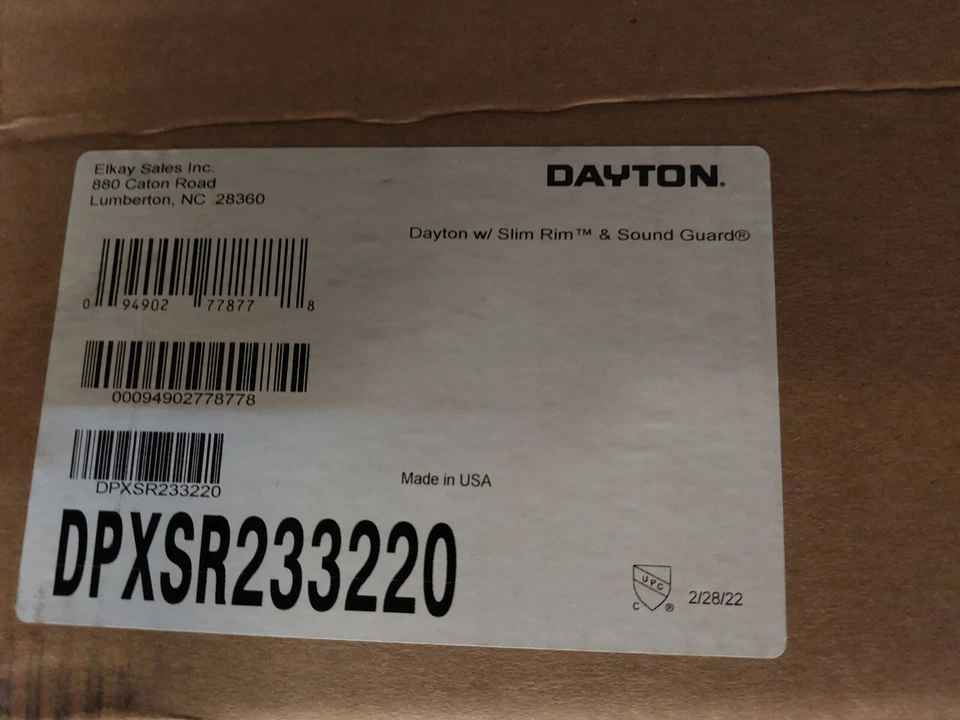 Elkay Sales Inc.
880 Caton Road
Lumberton, NC 28360
DAYTON®
Dayton w/ Slim Rim™ & Sound Guard®
0 94902 77877 8
00094902778778
DPXSR233220
Made in USA
DPXSR233220
UPC
C ®
2/28/22